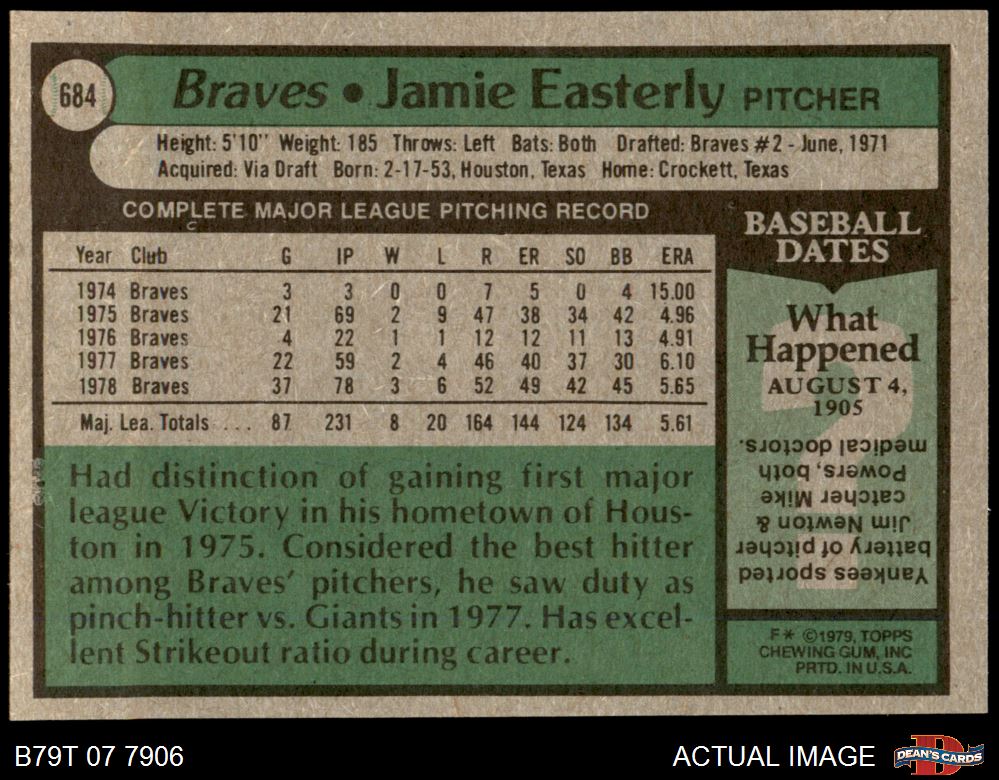 684
Braves • Jamie Easterly PITCHER
Height: 5'10" Weight: 185 Throws: Left Bats: Both Drafted: Braves #2 - June, 1971
Acquired: Via Draft Born: 2-17-53, Houston, Texas Home: Crockett, Texas
COMPLETE MAJOR LEAGUE PITCHING RECORD
Year Club G IP W L R ER SO BB ERA
1974 Braves 3 3 0 0 7 5 0 4 15.00
1975 Braves 21 69 2 9 47 38 34 42 4.96
1976 Braves 4 22 1 1 12 12 11 13 4.91
1977 Braves 22 59 2 4 46 40 37 30 6.10
1978 Braves 37 78 3 6 52 49 42 45 5.65
Maj. Lea. Totals ... 87 231 8 20 164 144 124 134 5.61
Had distinction of gaining first major
league Victory in his hometown of Hous-
ton in 1975. Considered the best hitter
among Braves' pitchers, he saw duty as
pinch-hitter vs. Giants in 1977. Has excel-
lent Strikeout ratio during career.
BASEBALL
DATES
What
Happened
AUGUST 4,
1905
Yankees sported
battery of pitcher
Jim Newton &
catcher Mike
Powers, both
medical doctors.
F* ©1979, TOPPS
CHEWING GUM, INC
PRTD. IN U.S.A.
B79T 07 7906
ACTUAL IMAGE
DEAN'S CARDS